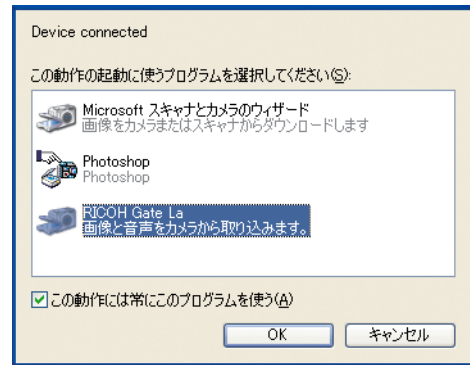 Device connected
この動作の起動に使うプログラムを選択してください(S):
Microsoft スキャナとカメラのウィザード
画像をカメラまたはスキャナからダウンロードします
Photoshop
Photoshop
RICOH Gate La
画像と音声をカメラから取り込みます。
この動作には常にこのプログラムを使う(A)
OK
キャンセル